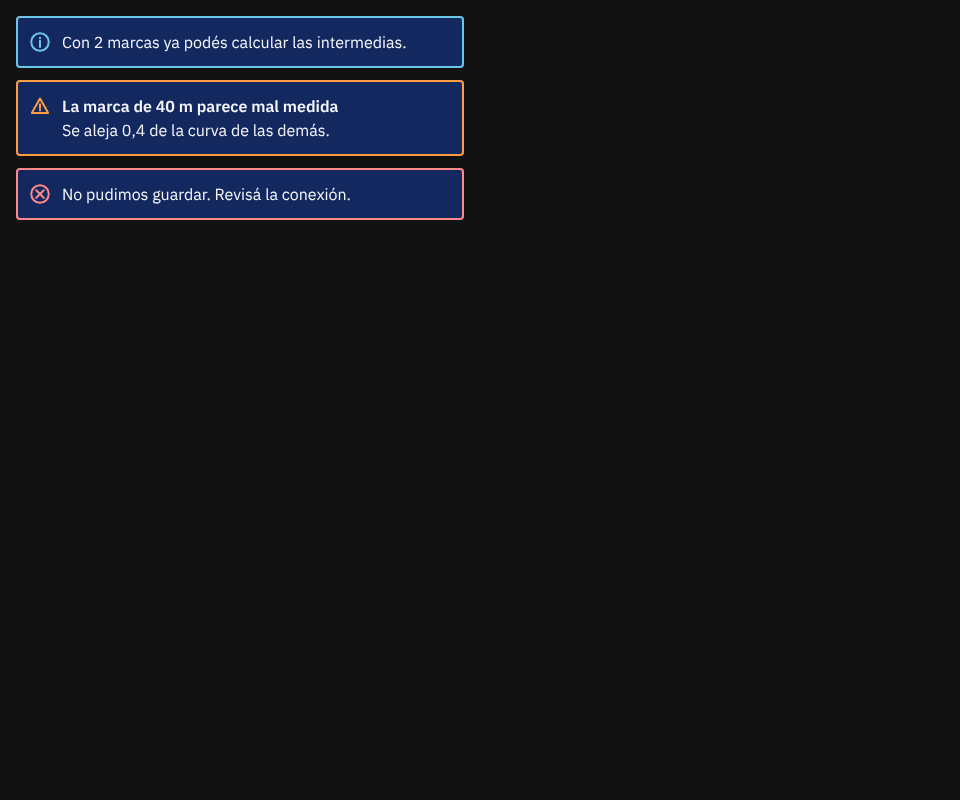 Con 2 marcas ya podés calcular las intermedias.
La marca de 40 m parece mal medida
Se aleja 0,4 de la curva de las demás.
No pudimos guardar. Revisá la conexión.